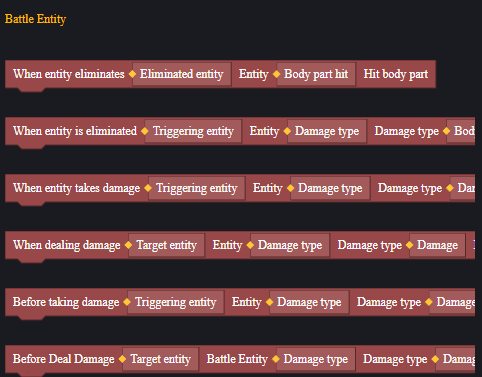 Battle Entity
When entity eliminates Eliminated entity Entity Body part hit Hit body part
When entity is eliminated Triggering entity Entity Damage type Damage type Bod
When entity takes damage Triggering entity Entity Damage type Damage type Dar
When dealing damage Target entity Entity Damage type Damage type Damage
Before taking damage Triggering entity Entity Damage type Damage type Damage
Before Deal Damage Target entity Battle Entity Damage type Damage type Damag